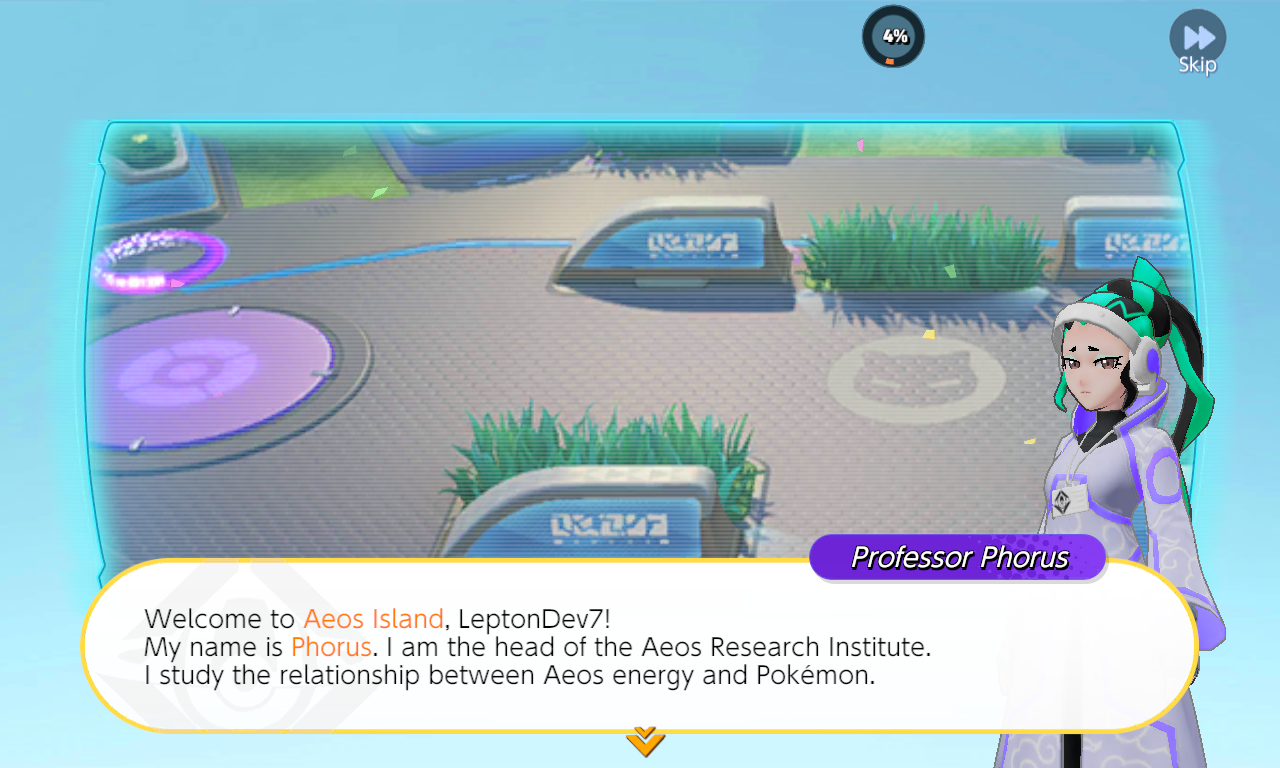 4%
Skip
Professor Phorus
Welcome to Aeos Island, LeptonDev7!
My name is Phorus. I am the head of the Aeos Research Institute.
I study the relationship between Aeos energy and Pokémon.